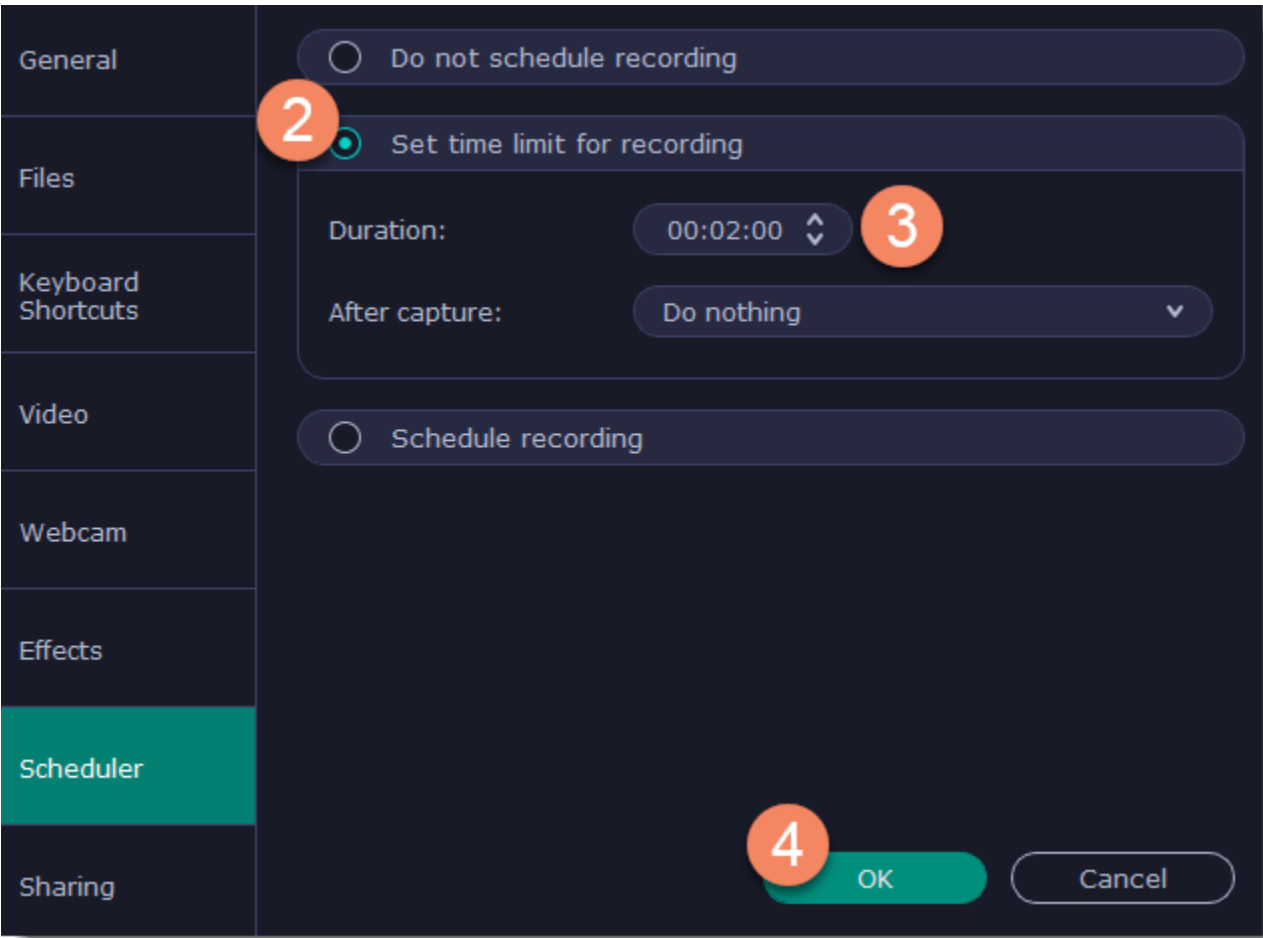 General
Files
Keyboard
Shortcuts
Video
Webcam
Effects
Scheduler
Sharing
Do not schedule recording
2
Set time limit for recording
Duration: 00:02:00 3
After capture: Do nothing
Schedule recording
4
OK Cancel